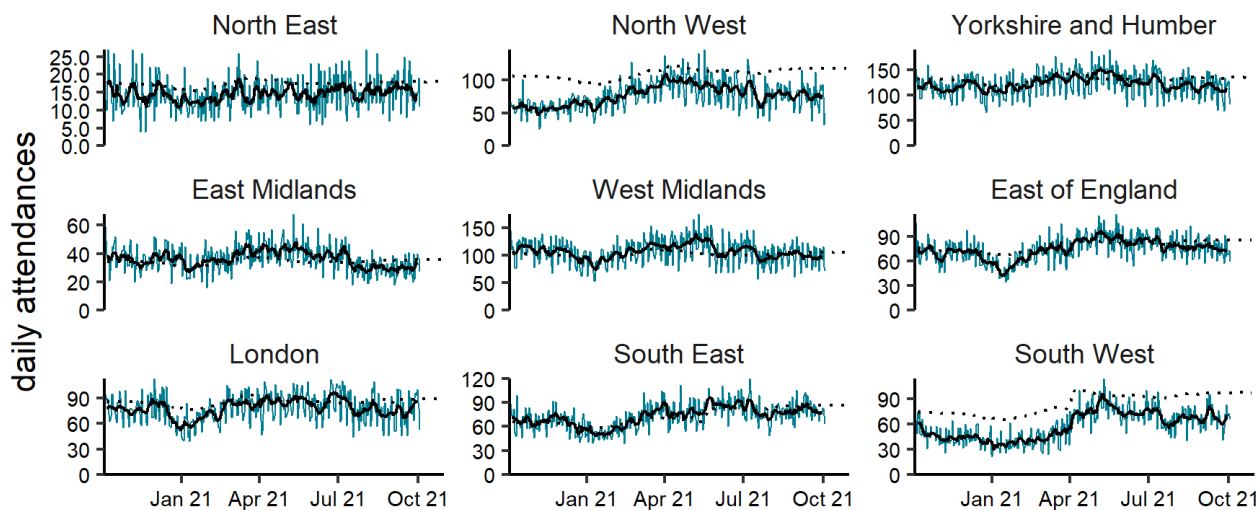 daily attendances
North East
25.0
20.0
15.0
10.0
5.0
0.0
North West
100
50
0
Yorkshire and Humber
150
100
50
0
East Midlands
60
40
20
0
West Midlands
150
100
50
0
East of England
90
60
30
0
London
90
60
30
0
Jan 21 Apr 21 Jul 21 Oct 21
South East
120
90
60
30
0
Jan 21 Apr 21 Jul 21 Oct 21
South West
90
60
30
0
Jan 21 Apr 21 Jul 21 Oct 21